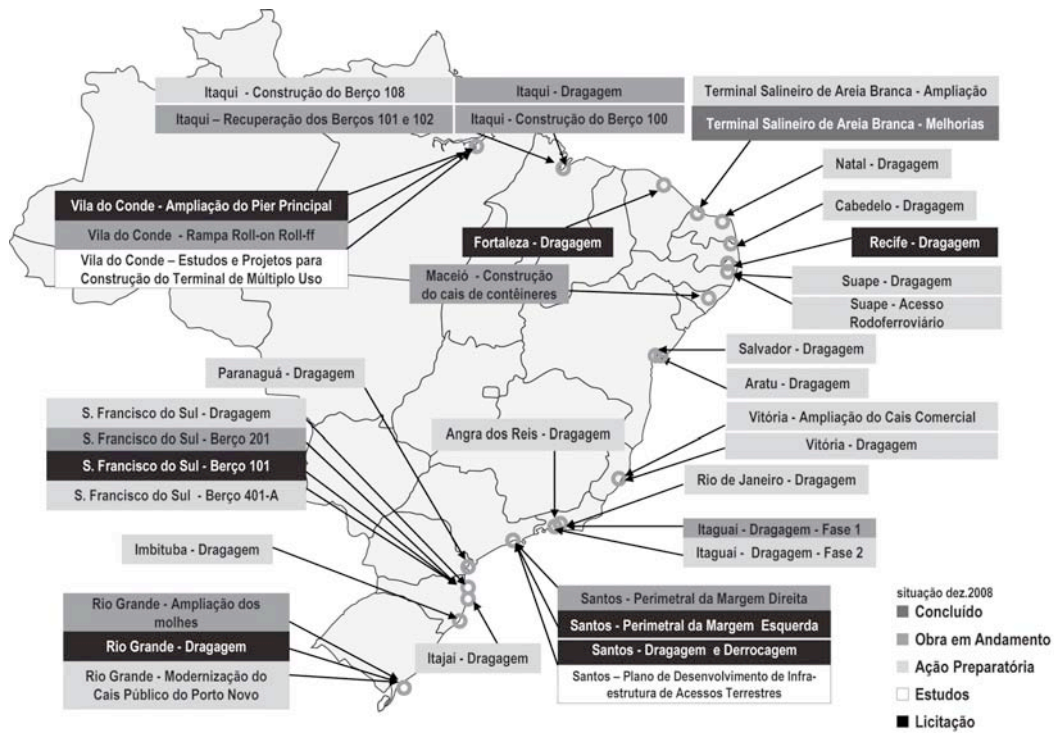 Itaqui - Construção do Berço 108
Itaqui - Dragagem
Itaqui – Recuperação dos Berços 101 e 102
Itaqui - Construção do Berço 100
Terminal Salineiro de Areia Branca - Ampliação
Terminal Salineiro de Areia Branca - Melhorias
Natal - Dragagem
Cabedelo - Dragagem
Recife - Dragagem
Suape - Dragagem
Suape - Acesso
Rodoferroviário
Vila do Conde - Ampliação do Pier Principal
Vila do Conde - Rampa Roll-on Roll-ff
Vila do Conde – Estudos e Projetos para
Construção do Terminal de Múltiplo Uso
Fortaleza - Dragagem
Maceió - Construção
do cais de contêineres
Salvador - Dragagem
Aratu - Dragagem
Vitória - Ampliação do Cais Comercial
Vitória - Dragagem
Paranaguá - Dragagem
S. Francisco do Sul - Dragagem
S. Francisco do Sul - Berço 201
S. Francisco do Sul - Berço 101
S. Francisco do Sul - Berço 401-A
Angra dos Reis - Dragagem
Rio de Janeiro - Dragagem
Itaguaí - Dragagem - Fase 1
Itaguaí - Dragagem - Fase 2
Imbituba - Dragagem
Rio Grande - Ampliação dos
molhes
Rio Grande - Dragagem
Rio Grande - Modernização do
Cais Público do Porto Novo
Itajaí - Dragagem
Santos - Perimetral da Margem Direita
Santos - Perimetral da Margem Esquerda
Santos - Dragagem e Derrocagem
Santos – Plano de Desenvolvimento de Infra-
estrutura de Acessos Terrestres
situação dez.2008
Concluído
Obra em Andamento
Ação Preparatória
Estudos
Licitação